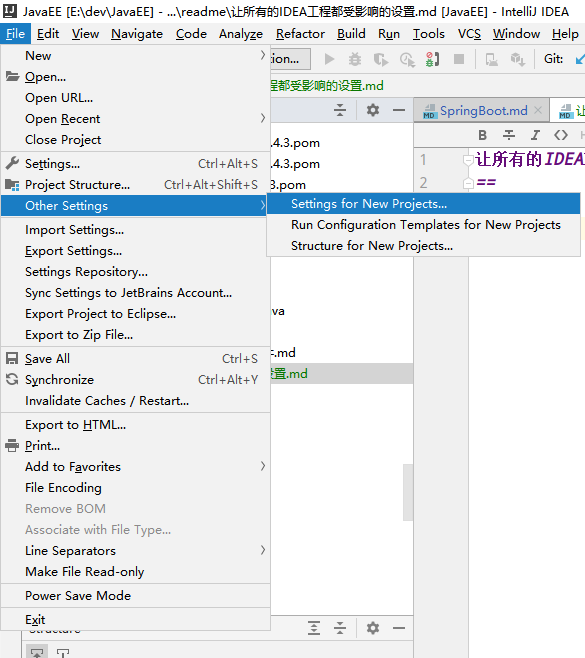 JavaEE [E:\dev\JavaEE] - ...\readme\让所有的IDEA工程都受影响的设置.md [JavaEE] - IntelliJ IDEA
File Edit View Navigate Code Analyze Refactor Build Run Tools VCS Window Help
New
ion... Git:
Open...
程都受影响的设置.md
Open URL...
Open Recent
SpringBoot.md 让
Close Project
.4.3.pom
Settings... Ctrl+Alt+S
.4.3.pom
1 让所有的IDEA
Project Structure... Ctrl+Alt+Shift+S
.3.pom
2 ==
Other Settings
Settings for New Projects...
Run Configuration Templates for New Projects
Structure for New Projects...
Import Settings...
Export Settings...
Settings Repository...
Sync Settings to JetBrains Account...
Export Project to Eclipse...
va
Export to Zip File...
Save All Ctrl+S
.md
Synchronize Ctrl+Alt+Y
设置.md
Invalidate Caches / Restart...
Export to HTML...
Print...
Add to Favorites
File Encoding
Remove BOM
Associate with File Type...
Line Separators
Make File Read-only
Power Save Mode
Exit
Structure